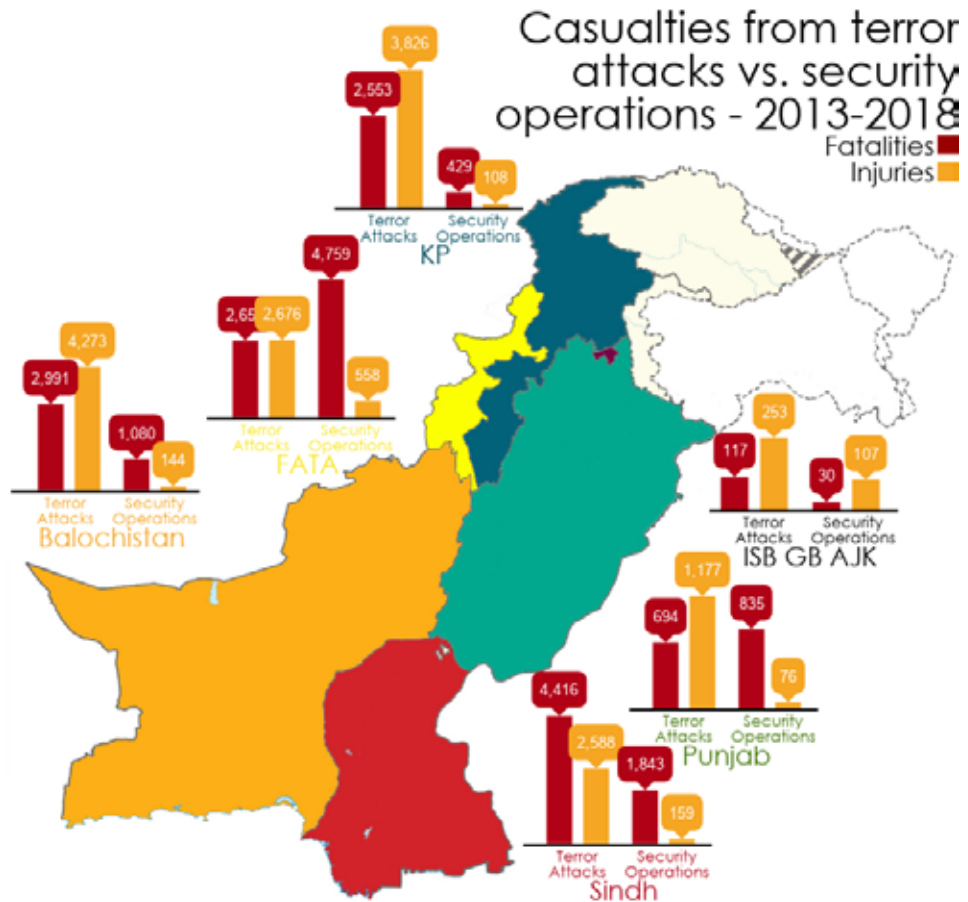 Casualties from terror
attacks vs. security
operations - 2013-2018
Fatalities
Injuries
2,553
3,826
429
108
Terror Attacks
Security Operations
KP
2,676
4,759
558
Terror Attacks
Security Operations
FATA
2,991
4,273
1,080
144
Terror Attacks
Security Operations
Balochistan
117
253
30
107
Terror Attacks
Security Operations
ISB GB AJK
694
1,177
835
76
Terror Attacks
Security Operations
Punjab
4,416
2,588
1,843
159
Terror Attacks
Security Operations
Sindh